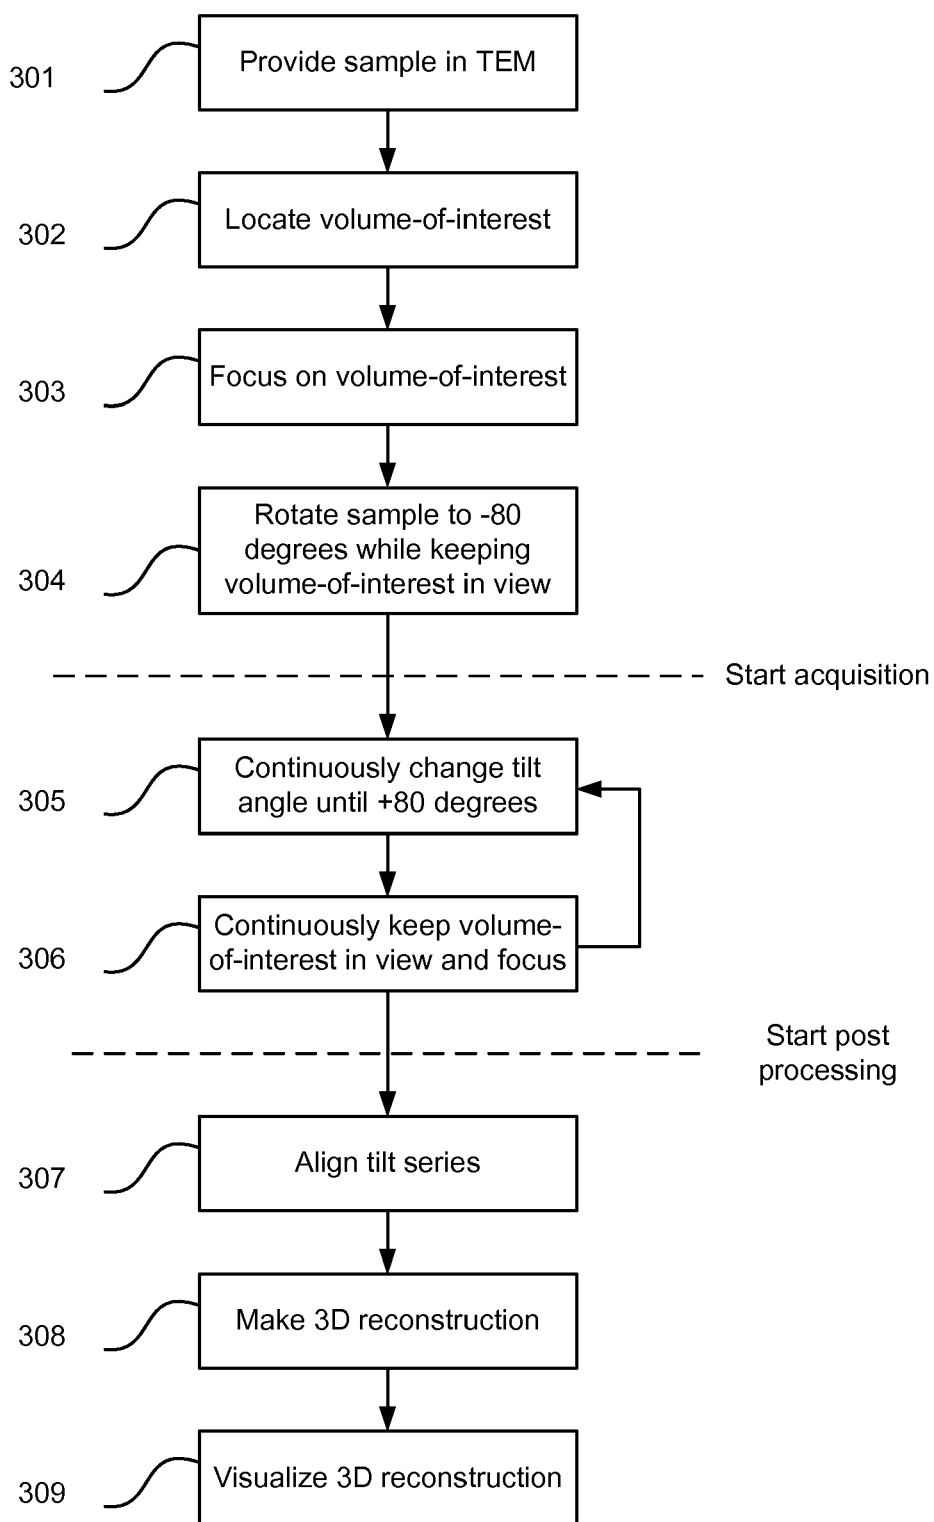 301
Provide sample in TEM
302
Locate volume-of-interest
303
Focus on volume-of-interest
304
Rotate sample to -80
degrees while keeping
volume-of-interest in view
Start acquisition
305
Continuously change tilt
angle until +80 degrees
306
Continuously keep volume-
of-interest in view and focus
Start post
processing
307
Align tilt series
308
Make 3D reconstruction
309
Visualize 3D reconstruction